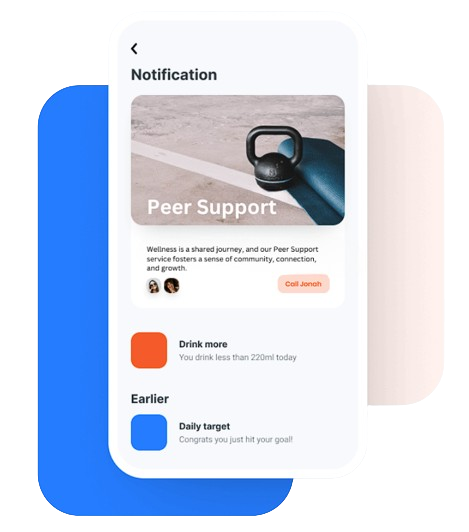 Notification
Peer Support
Wellness is a shared journey, and our Peer Support
service fosters a sense of community, connection,
and growth.
Call Jonah
Drink more
You drink less than 220ml today
Earlier
Daily target
Congrats you just hit your goal!